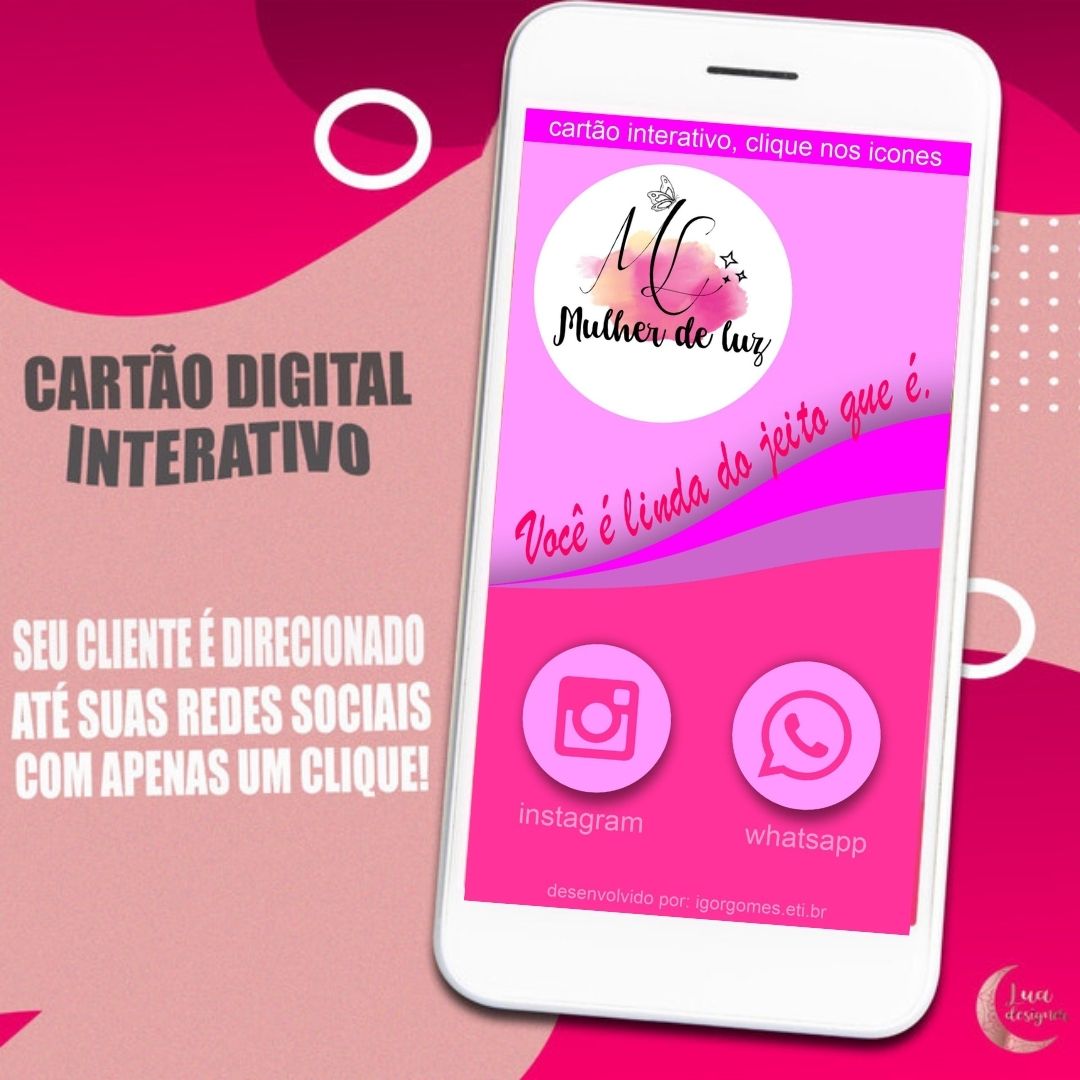 CARTÃO DIGITAL
INTERATIVO
SEU CLIENTE É DIRECIONADO
ATÉ SUAS REDES SOCIAIS
COM APENAS UM CLIQUE!
cartão interativo, clique nos icones
ML
Mulher de luz
Você é linda do jeito que é.
instagram
whatsapp
desenvolvido por: igorgomes.eti.br
Lua
designer